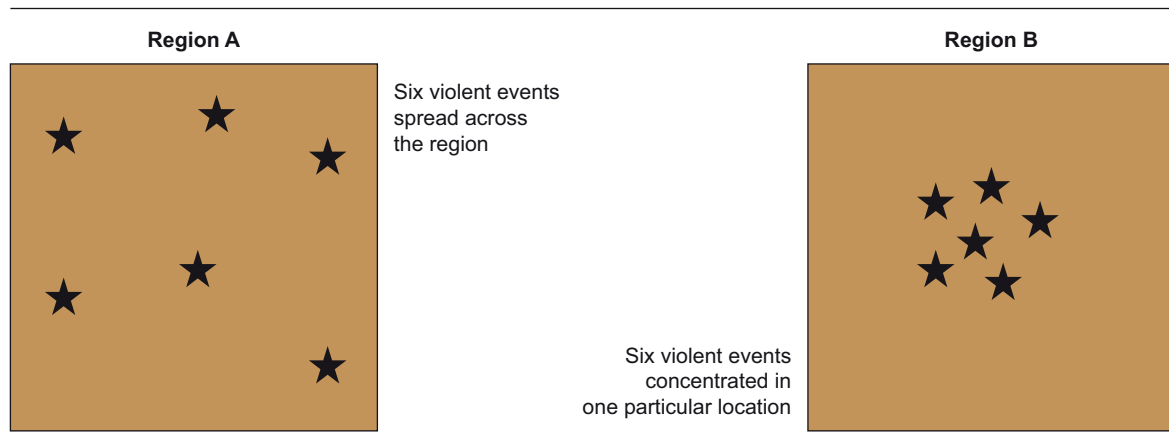 Region A
Region B
Six violent events
spread across
the region
Six violent events
concentrated in
one particular location